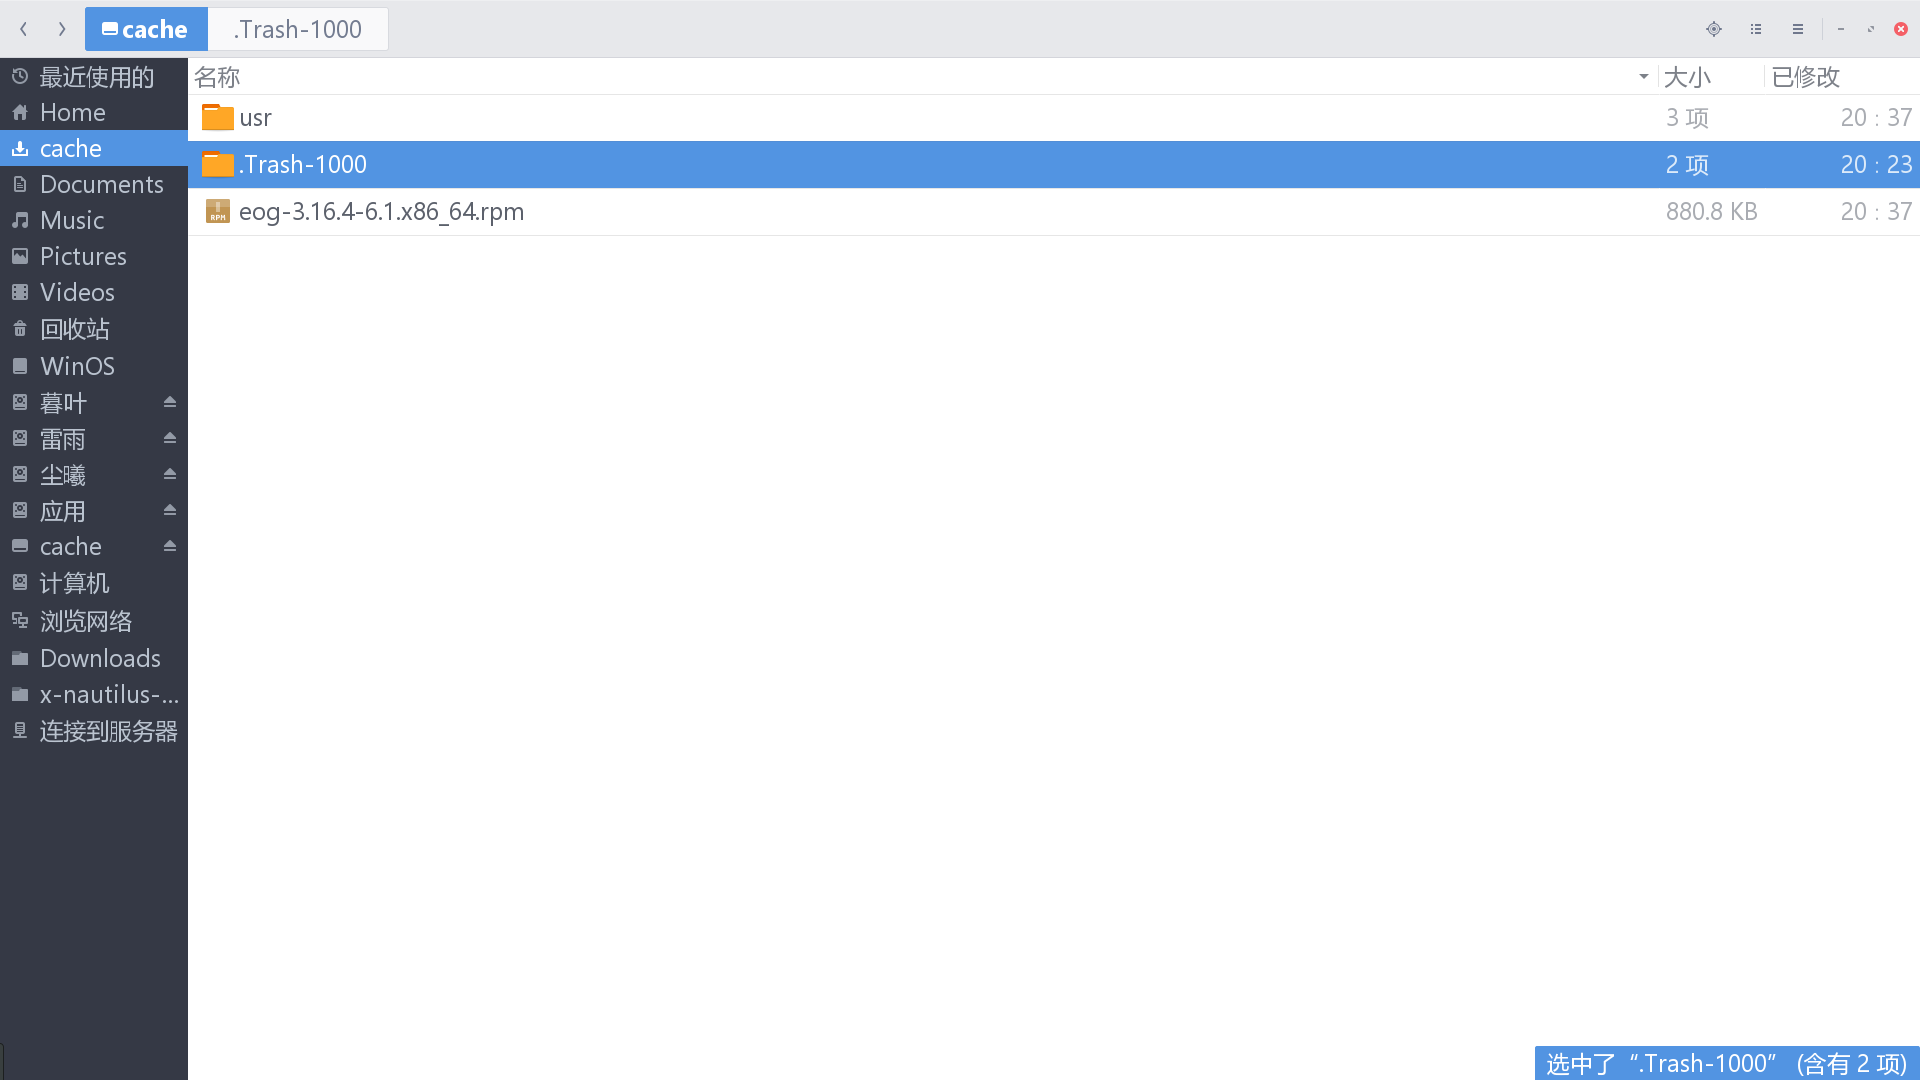 cache .Trash-1000
最近使用的
Home
cache
Documents
Music
Pictures
Videos
回收站
WinOS
暮叶
雷雨
尘曦
应用
cache
计算机
浏览网络
Downloads
x-nautilus-...
连接到服务器
名称 大小 已修改
usr 3 项 20 : 37
.Trash-1000 2 项 20 : 23
RPM eog-3.16.4-6.1.x86_64.rpm 880.8 KB 20 : 37
选中了“.Trash-1000” (含有 2 项)